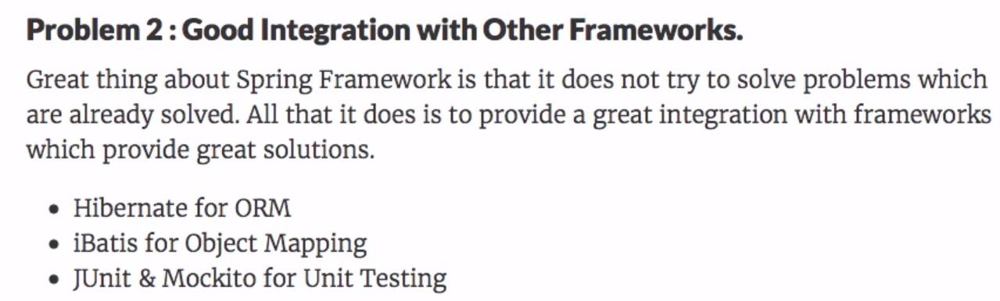 Problem 2 : Good Integration with Other Frameworks.
Great thing about Spring Framework is that it does not try to solve problems which
are already solved. All that it does is to provide a great integration with frameworks
which provide great solutions.
• Hibernate for ORM
• iBatis for Object Mapping
• JUnit & Mockito for Unit Testing